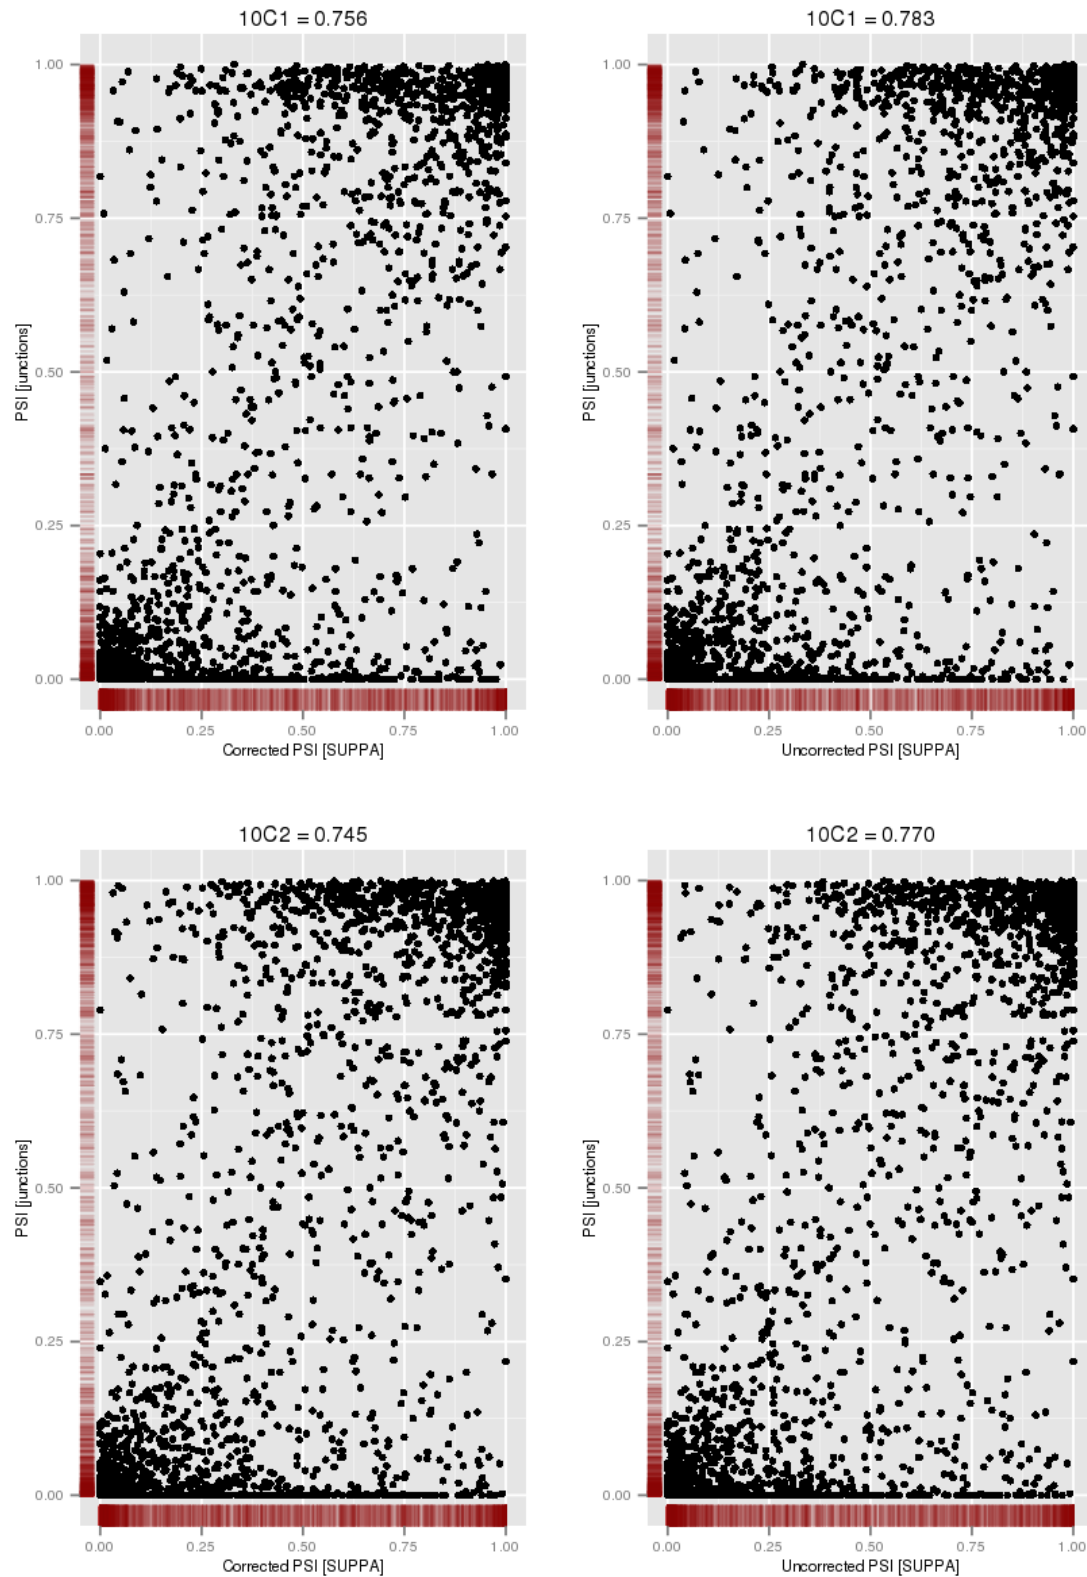 10C1 = 0.756
1.00
0.75
0.50
0.25
0.00
PSI [junctions]
0.00 0.25 0.50 0.75 1.00
Corrected PSI [SUPPA]
10C1 = 0.783
1.00
0.75
0.50
0.25
0.00
PSI [junctions]
0.00 0.25 0.50 0.75 1.00
Uncorrected PSI [SUPPA]
10C2 = 0.745
1.00
0.75
0.50
0.25
0.00
PSI [junctions]
0.00 0.25 0.50 0.75 1.00
Corrected PSI [SUPPA]
10C2 = 0.770
1.00
0.75
0.50
0.25
0.00
PSI [junctions]
0.00 0.25 0.50 0.75 1.00
Uncorrected PSI [SUPPA]